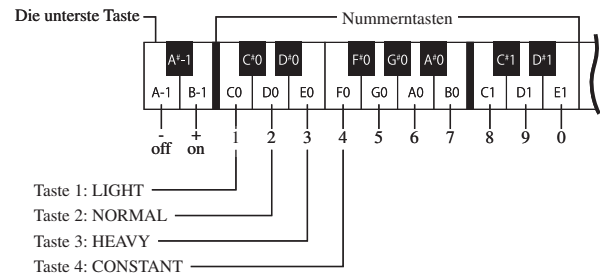 Die unterste Taste
Nummerntasten
A#-1 C#0 D#0 F#0 G#0 A#0 C#1 D#1
A-1 B-1 C0 D0 E0 F0 G0 A0 B0 C1 D1 E1
- + 1 2 3 4 5 6 7 8 9 0
off on
Taste 1: LIGHT
Taste 2: NORMAL
Taste 3: HEAVY
Taste 4: CONSTANT